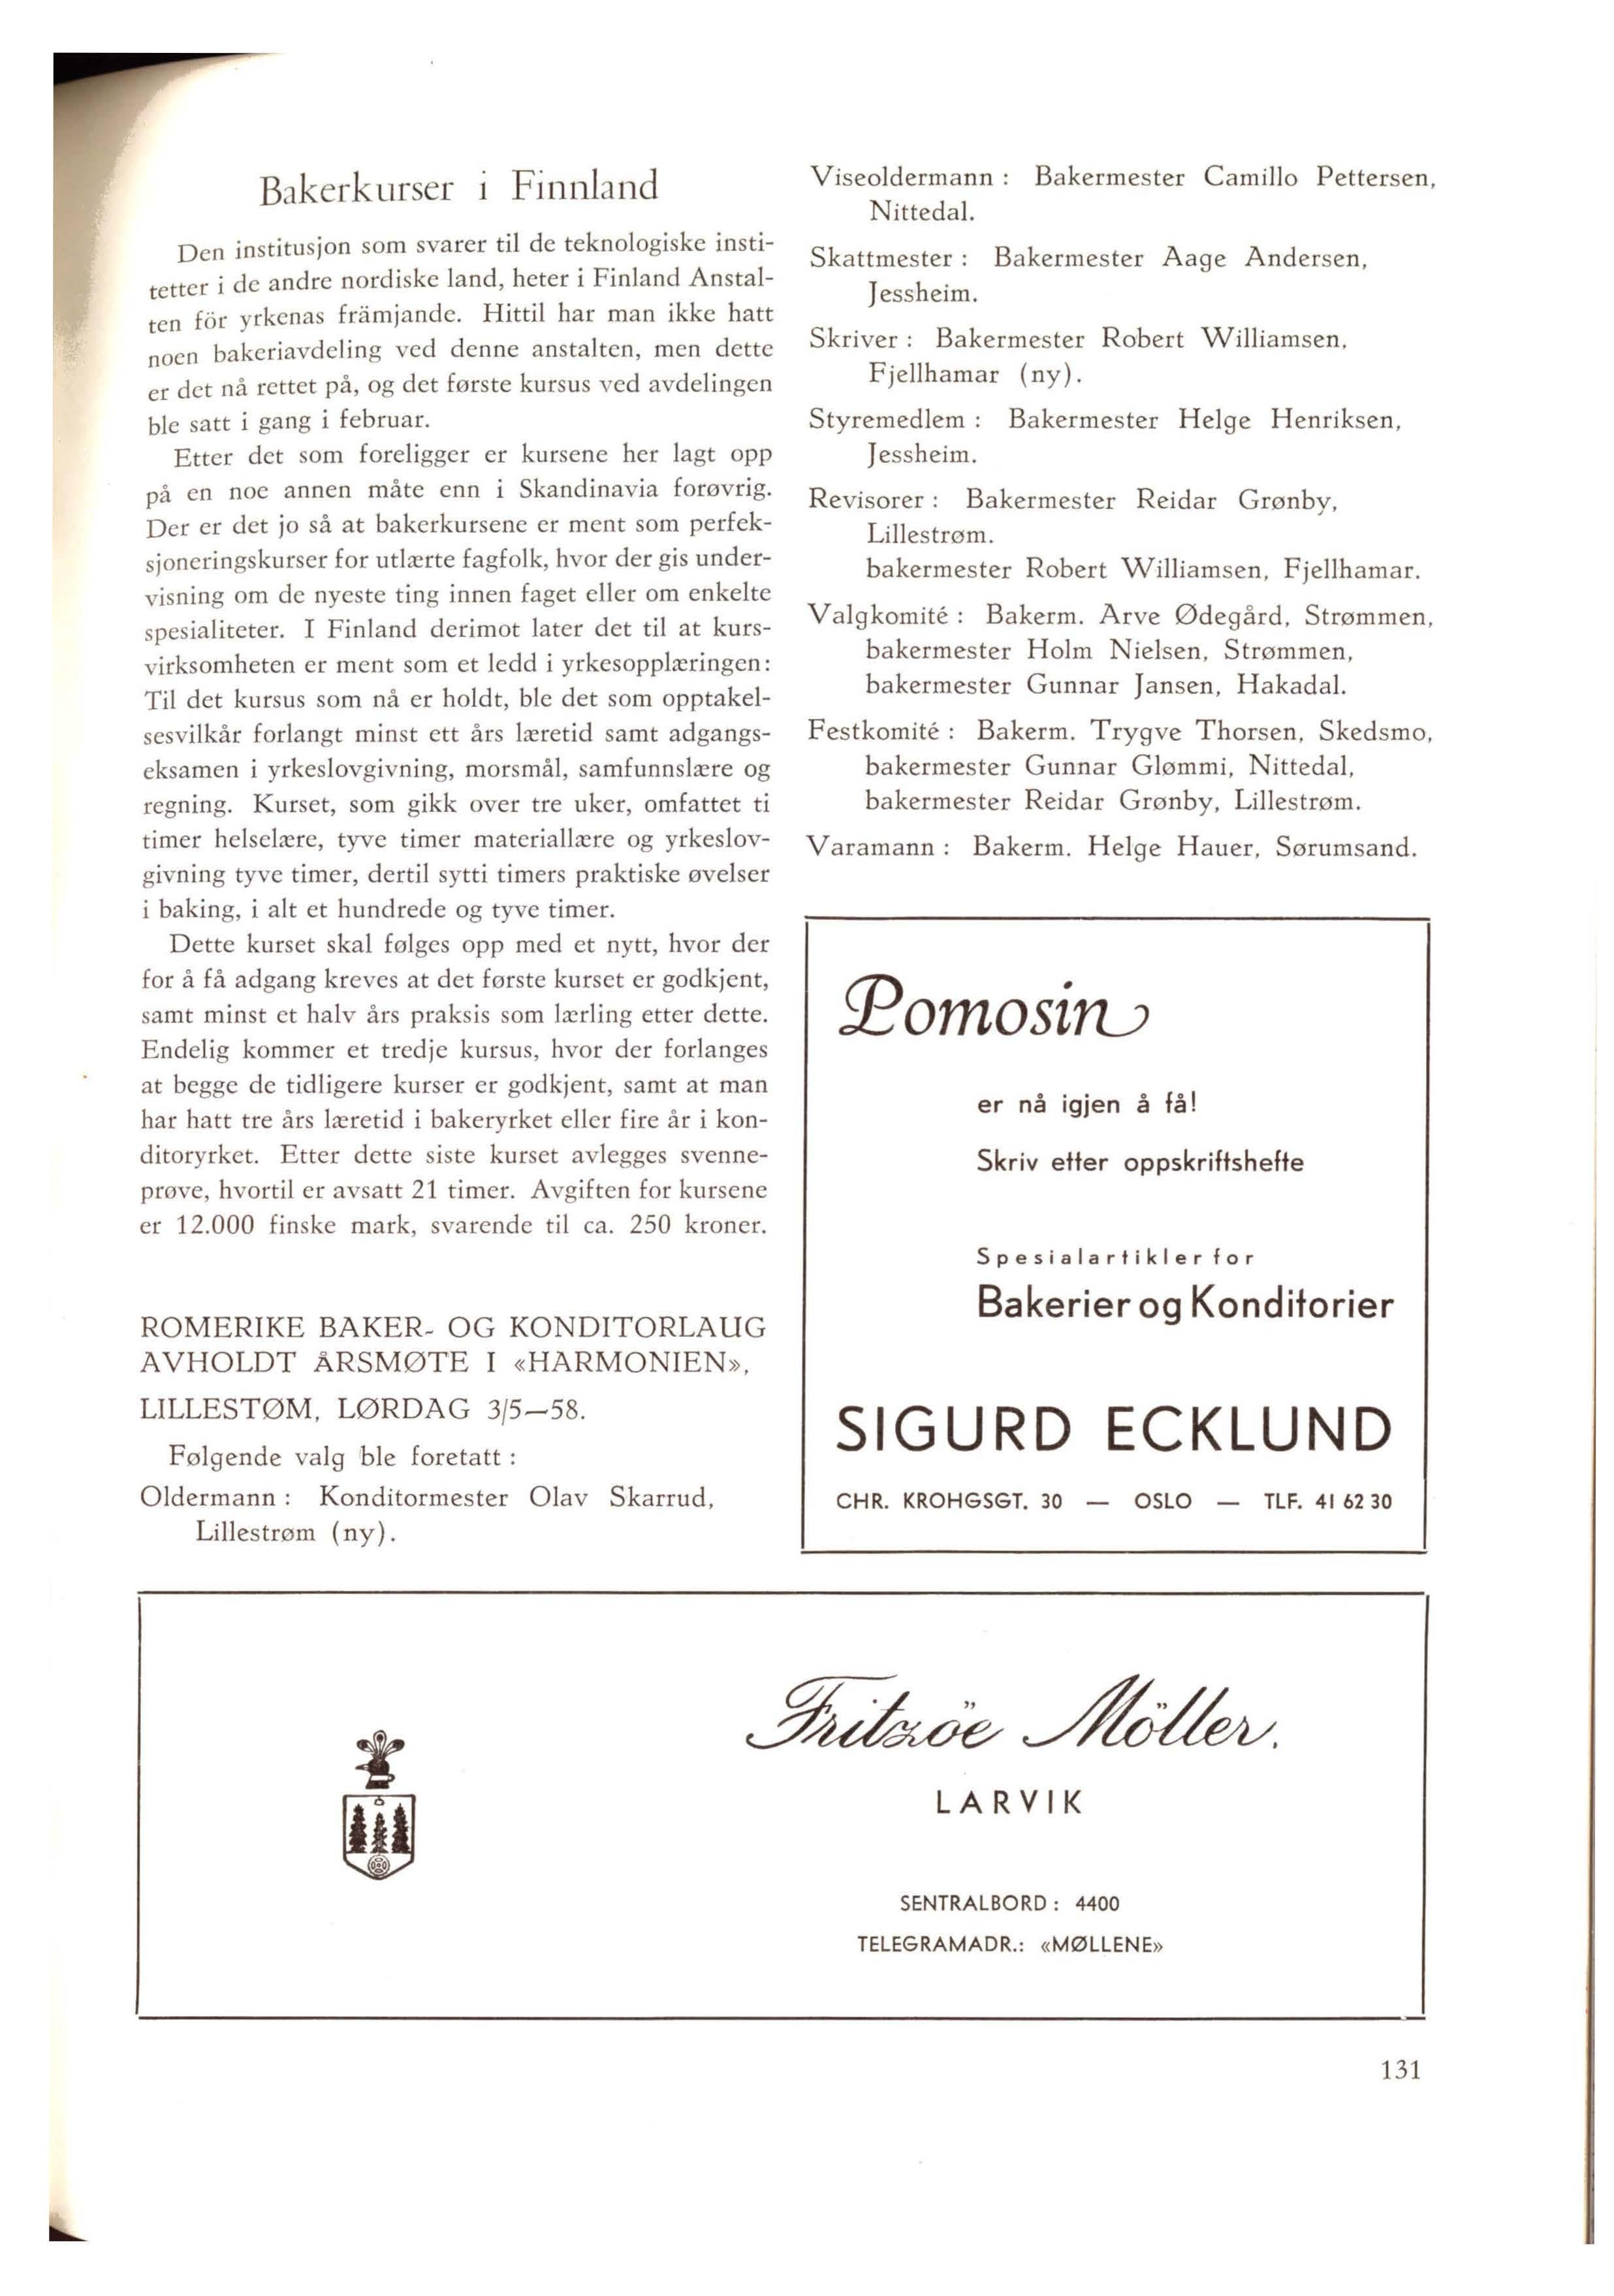 Bakerkurser i Finnland
Den institusjon som svarer til de teknologiske insti-
tetter i de andre nordiske land, heter i Finland Anstal-
ten för yrkenas främjande. Hittil har man ikke hatt
noen bakeriavdeling ved denne anstalten, men dette
er det nå rettet på, og det første kursus ved avdelingen
ble satt i gang i februar.
Etter det som foreligger er kursene her lagt opp
på en noe annen måte enn i Skandinavia forøvrig.
Der er det jo så at bakerkursene er ment som perfek-
sjoneringskurser for utlærte fagfolk, hvor der gis under-
visning om de nyeste ting innen faget eller om enkelte
spesialiteter. I Finland derimot later det til at kurs-
virksomheten er ment som et ledd i yrkesopplæringen:
Til det kursus som nå er holdt, ble det som opptakel-
sesvilkår forlangt minst ett års læretid samt adgangs-
eksamen i yrkeslovgivning, morsmål, samfunnslære og
regning. Kurset, som gikk over tre uker, omfattet ti
timer helselære, tyve timer materiallære og yrkeslov-
givning tyve timer, dertil sytti timers praktiske øvelser
i baking, i alt et hundrede og tyve timer.
Dette kurset skal følges opp med et nytt, hvor der
for å få adgang kreves at det første kurset er godkjent,
samt minst et halv års praksis som lærling etter dette.
Endelig kommer et tredje kursus, hvor der forlanges
at begge de tidligere kurser er godkjent, samt at man
har hatt tre års læretid i bakeryrket eller fire år i kon-
ditoryrket. Etter dette siste kurset avlegges svenne-
prøve, hvortil er avsatt 21 timer. Avgiften for kursene
er 12.000 finske mark, svarende til ca. 250 kroner.
ROMERIKE BAKER- OG KONDITORLAUG
AVHOLDT ÅRSMØTE I «HARMONIEN»,
LILLESTØM, LØRDAG 3/5—58.
Følgende valg ble foretatt :
Oldermann : Konditormester Olav Skarrud,
Lillestrøm (ny).
Viseoldermann : Bakermester Camillo Pettersen,
Nittedal.
Skattmester : Bakermester Aage Andersen,
Jessheim.
Skriver : Bakermester Robert Williamsen,
Fjellhamar (ny).
Styremedlem : Bakermester Helge Henriksen,
Jessheim.
Revisorer : Bakermester Reidar Grønby,
Lillestrøm.
bakermester Robert Williamsen, Fjellhamar.
Valgkomité : Bakerm. Arve Ødegård, Strømmen,
bakermester Holm Nielsen, Strømmen,
bakermester Gunnar Jansen, Hakadal.
Festkomité : Bakerm. Trygve Thorsen, Skedsmo,
bakermester Gunnar Glømmi, Nittedal,
bakermester Reidar Grønby, Lillestrøm.
Varamann : Bakerm. Helge Hauer, Sørumsand.
Pomosin
er nå igjen å få!
Skriv etter oppskriftshefte
Spesialartikler for
Bakerier og Konditorier
SIGURD ECKLUND
CHR. KROHGSGT. 30 — OSLO — TLF. 41 62 30
Fritzöe Möller.
LARVIK
SENTRALBORD : 4400
TELEGRAMADR.: «MØLLENE»
131